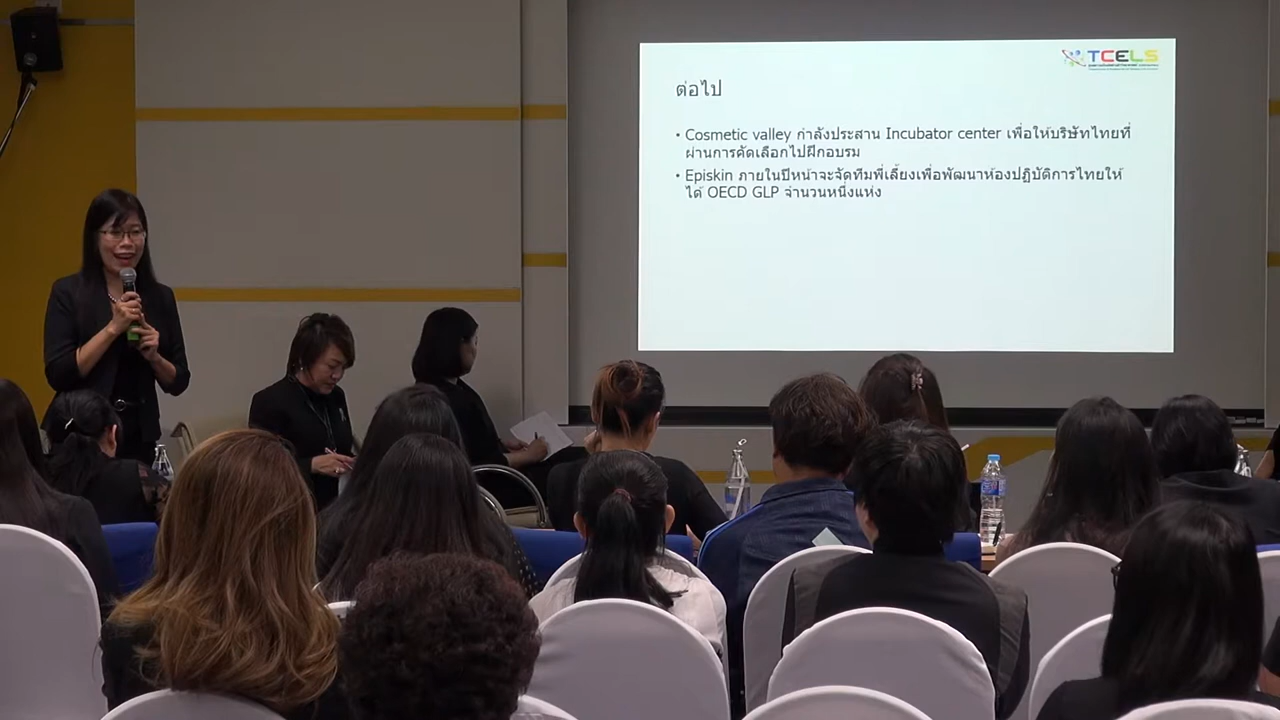 TCELS
ต่อไป
• Cosmetic valley กำลังประสาน Incubator center เพื่อให้บริษัทไทยที่
ผ่านการคัดเลือกไปฝึกอบรม
• Episkin ภายในปีหน้าจะจัดทีมพี่เลี้ยงเพื่อพัฒนาห้องปฏิบัติการไทยให้
ได้ OECD GLP จำนวนหนึ่งแห่ง